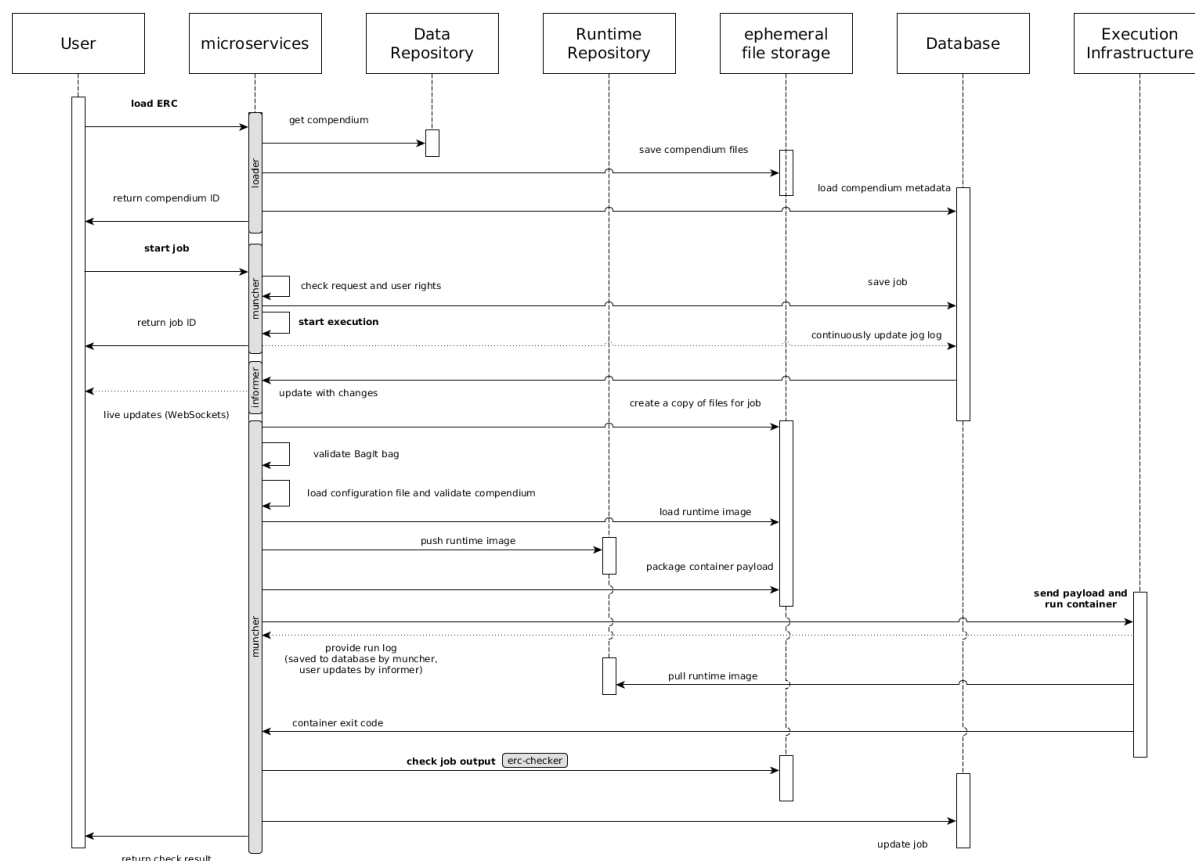 User
microservices
Data
Repository
Runtime
Repository
ephemeral
file storage
Database
Execution
Infrastructure
load ERC
get compendium
save compendium files
loader
load compendium metadata
return compendium ID
start job
check request and user rights
save job
muncher
return job ID
start execution
continuously update jog log
informer
update with changes
create a copy of files for job
live updates (WebSockets)
validate BagIt bag
load configuration file and validate compendium
load runtime image
push runtime image
package container payload
send payload and
run container
muncher
provide run log
(saved to database by muncher,
user updates by informer)
pull runtime image
container exit code
check job output
erc-checker
update job
return check result